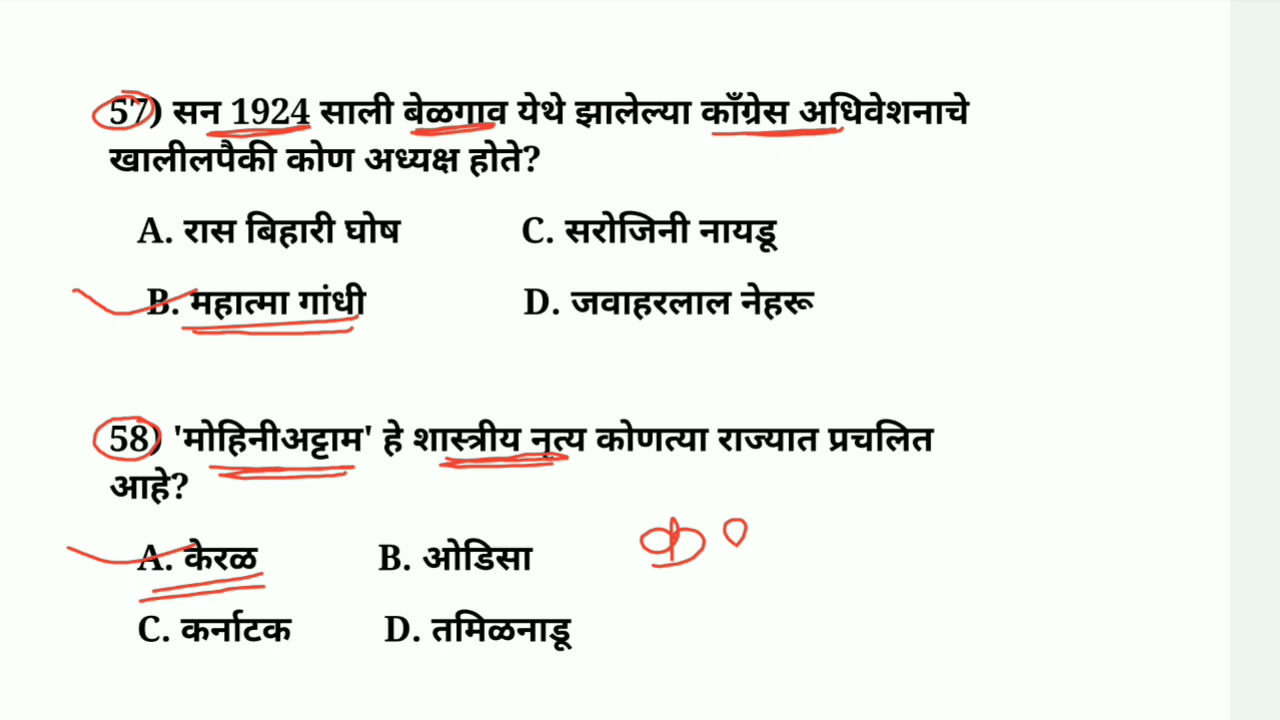 57) सन 1924 साली बेळगाव येथे झालेल्या काँग्रेस अधिवेशनाचे
खालीलपैकी कोण अध्यक्ष होते?
A. रास बिहारी घोष C. सरोजिनी नायडू
B. महात्मा गांधी D. जवाहरलाल नेहरू
58) 'मोहिनीअट्टाम' हे शास्त्रीय नृत्य कोणत्या राज्यात प्रचलित
आहे?
A. केरळ B. ओडिसा
C. कर्नाटक D. तमिळनाडू